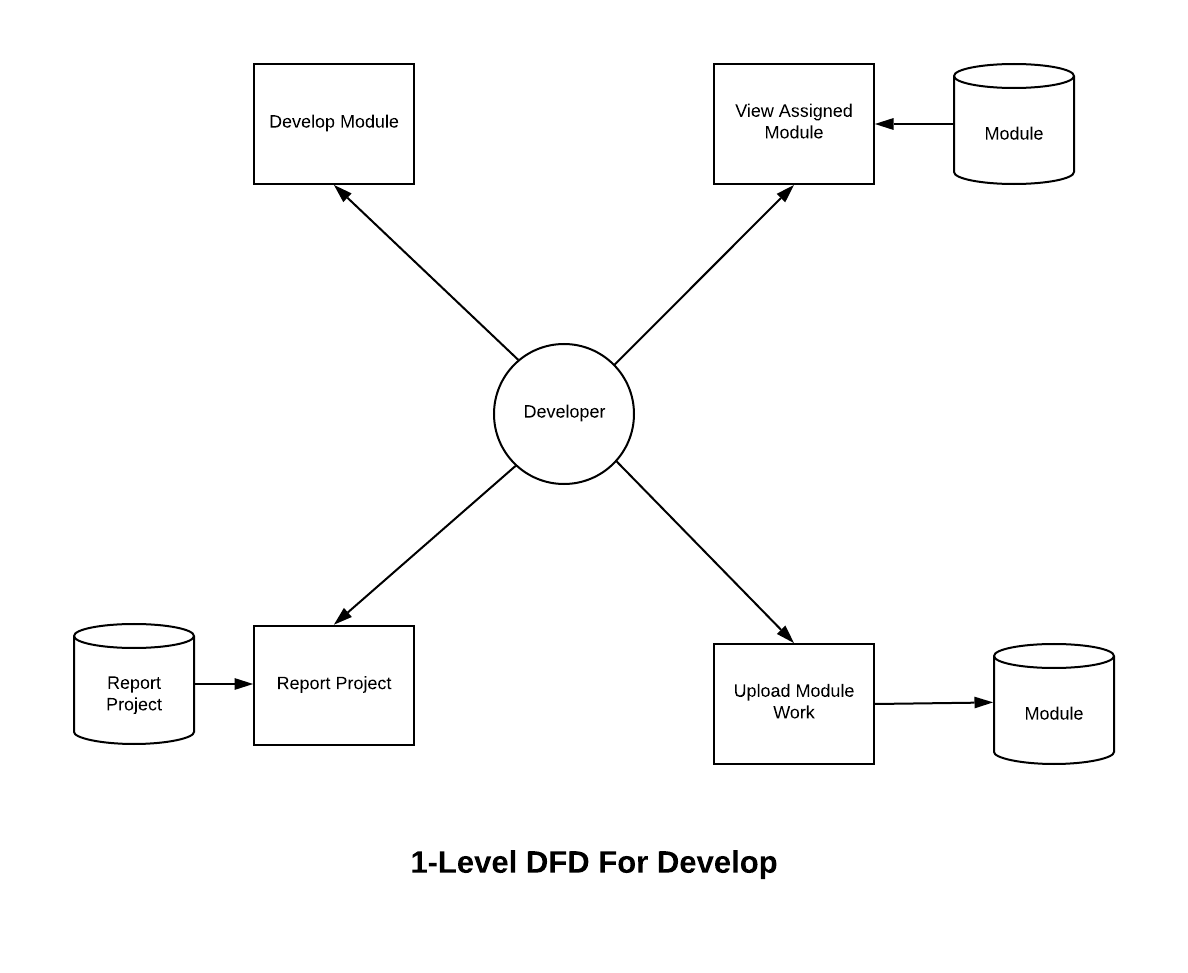 Develop Module
View Assigned
Module
Module
Developer
Report
Project
Report Project
Upload Module
Work
Module
1-Level DFD For Develop